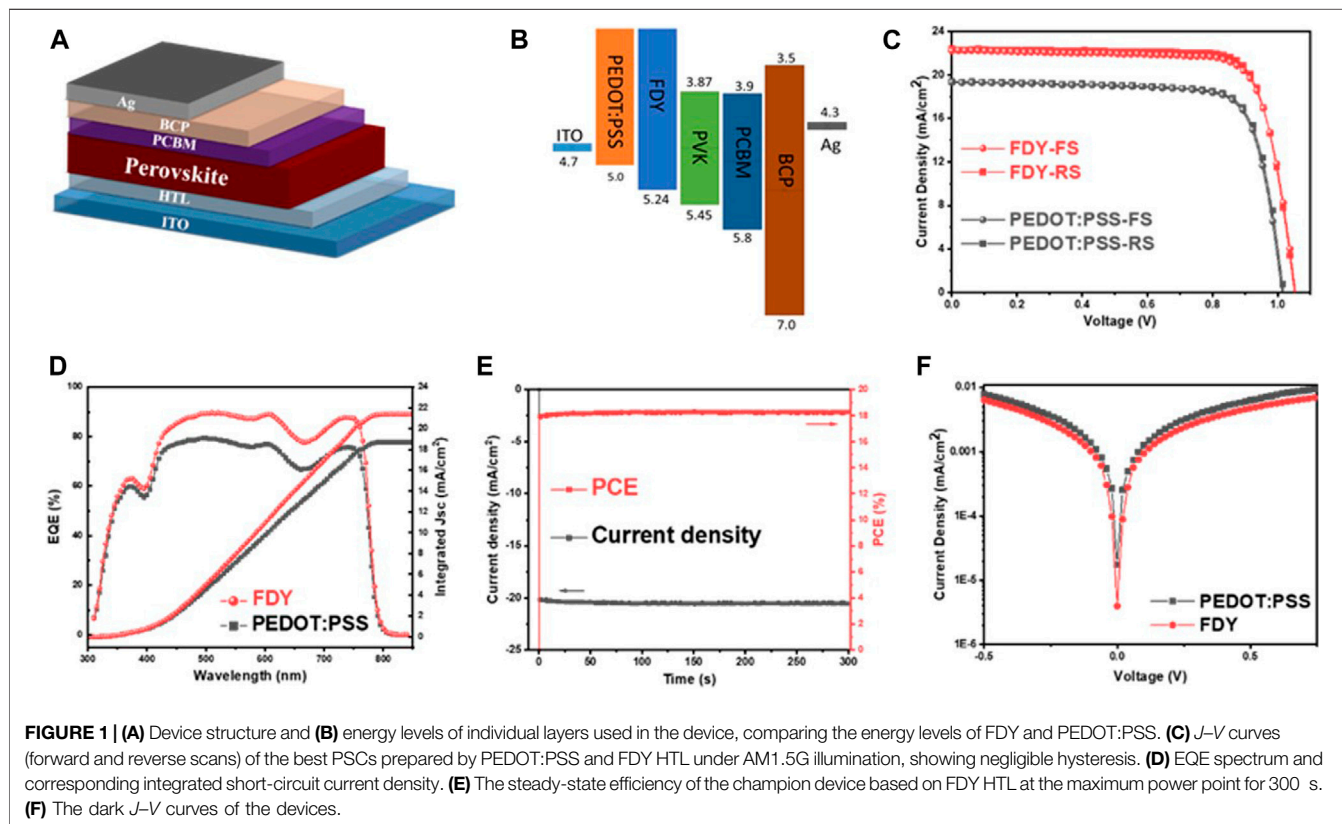 A
Ag
BCP
PCBM
Perovskite
HTL
ITO
B
ITO
4.7
PEDOT:PSS
5.0
FDY
5.24
3.87
PVK
5.45
3.9
PCBM
5.8
3.5
BCP
7.0
4.3
Ag
C
Current Density (mA/cm²)
24
20
16
12
8
4
0
FDY-FS
FDY-RS
PEDOT:PSS-FS
PEDOT:PSS-RS
0.0 0.2 0.4 0.6 0.8 1.0
Voltage (V)
D
EQE (%)
100
80
60
40
20
0
FDY
PEDOT:PSS
24
22
20
18
16
14
12
10
8
6
4
2
0
Integrated Jsc (mA/cm²)
300 400 500 600 700 800
Wavelength (nm)
E
Current density (mA/cm²)
0
-5
-10
-15
-20
-25
PCE
Current density
20
18
16
14
12
10
8
6
4
2
0
PCE (%)
0 50 100 150 200 250 300
Time (s)
F
Current Density (mA/cm²)
0.01
0.001
1E-4
1E-5
1E-6
PEDOT:PSS
FDY
-0.5 0.0 0.5
Voltage (V)
FIGURE 1 | (A) Device structure and (B) energy levels of individual layers used in the device, comparing the energy levels of FDY and PEDOT:PSS. (C) J–V curves
(forward and reverse scans) of the best PSCs prepared by PEDOT:PSS and FDY HTL under AM1.5G illumination, showing negligible hysteresis. (D) EQE spectrum and
corresponding integrated short-circuit current density. (E) The steady-state efficiency of the champion device based on FDY HTL at the maximum power point for 300 s.
(F) The dark J–V curves of the devices.